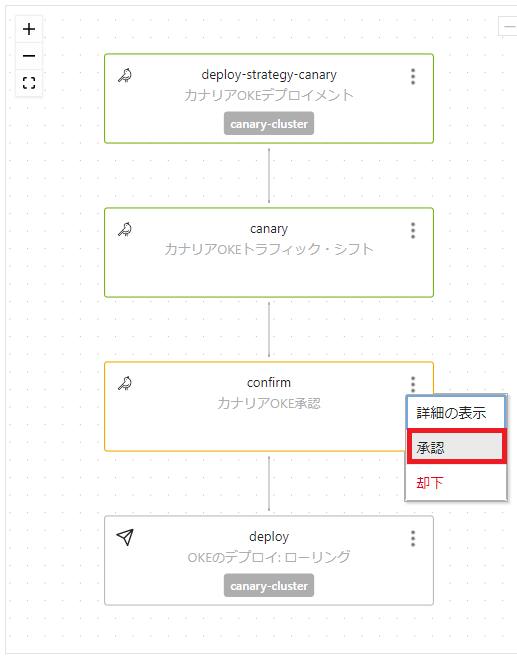 deploy-strategy-canary
カナリアOKEデプロイメント
canary-cluster
canary
カナリアOKEトラフィック・シフト
confirm
カナリアOKE承認
詳細の表示
承認
却下
deploy
OKEのデプロイ: ローリング
canary-cluster